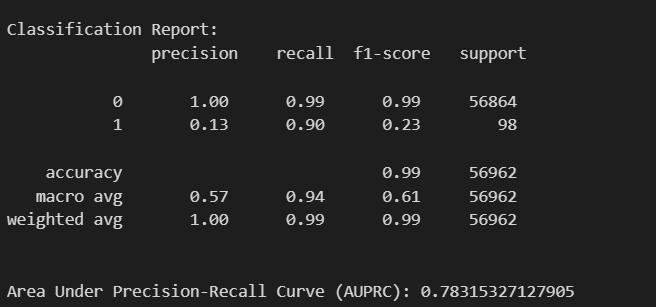 Classification Report:
precision recall f1-score support
0 1.00 0.99 0.99 56864
1 0.13 0.90 0.23 98
accuracy 0.99 56962
macro avg 0.57 0.94 0.61 56962
weighted avg 1.00 0.99 0.99 56962
Area Under Precision-Recall Curve (AUPRC): 0.78315327127905